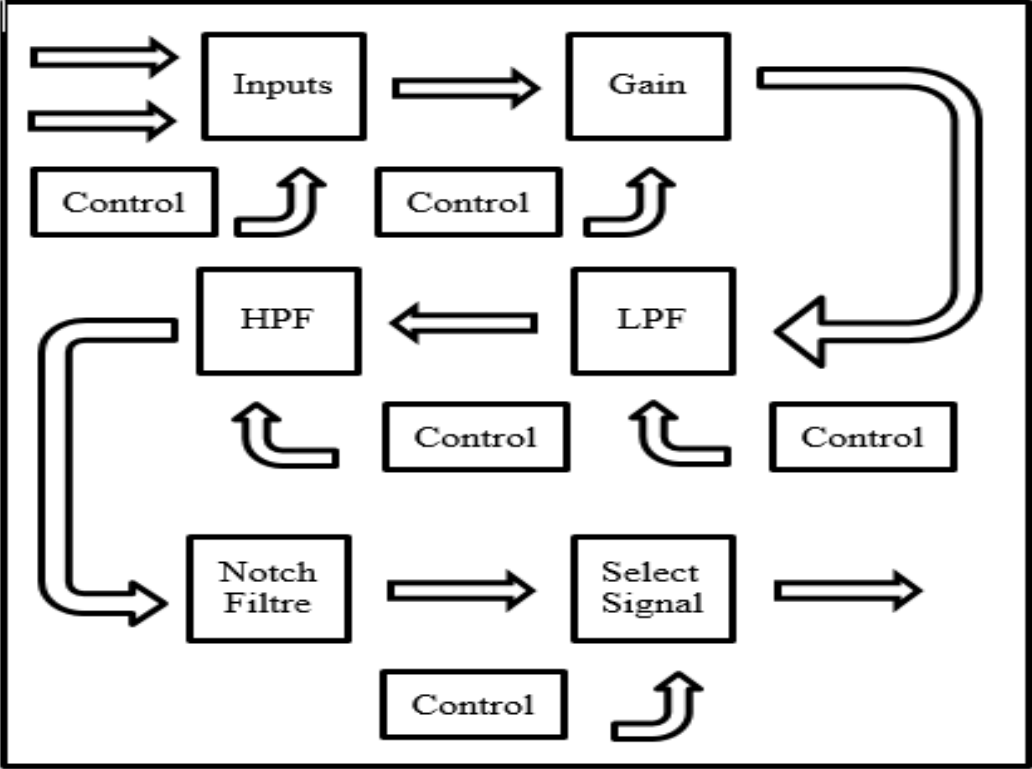 Inputs
Gain
Control
Control
HPF
LPF
Control
Control
Notch
Filtre
Select
Signal
Control